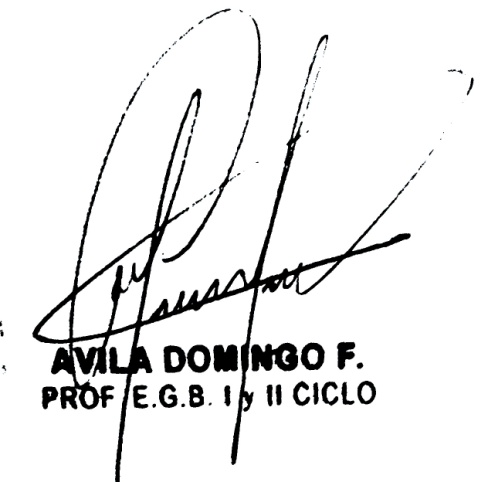 AVILA DOMINGO F.
PROF E.G.B. I y II CICLO